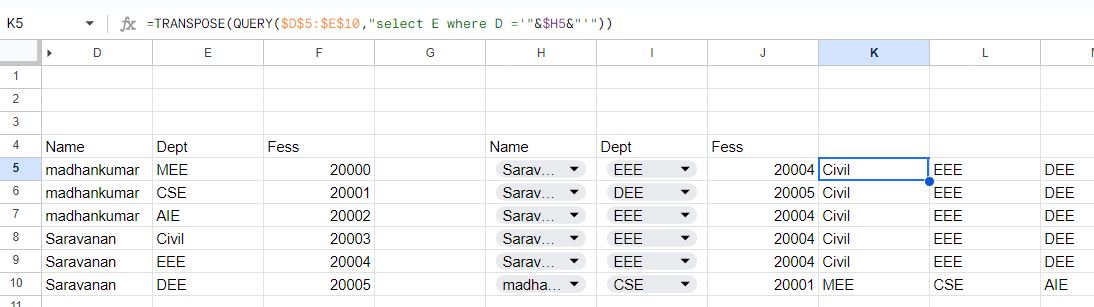 K5 fx =TRANSPOSE(QUERY($D$5:$E$10,"select E where D ='"&$H5&"'"))
D E F G H I J K L
1
2
3
4 Name Dept Fess Name Dept Fess
5 madhankumar MEE 20000 Sarav... EEE 20004 Civil EEE DEE
6 madhankumar CSE 20001 Sarav... DEE 20005 Civil EEE DEE
7 madhankumar AIE 20002 Sarav... EEE 20004 Civil EEE DEE
8 Saravanan Civil 20003 Sarav... EEE 20004 Civil EEE DEE
9 Saravanan EEE 20004 Sarav... EEE 20004 Civil EEE DEE
10 Saravanan DEE 20005 madha... CSE 20001 MEE CSE AIE
11